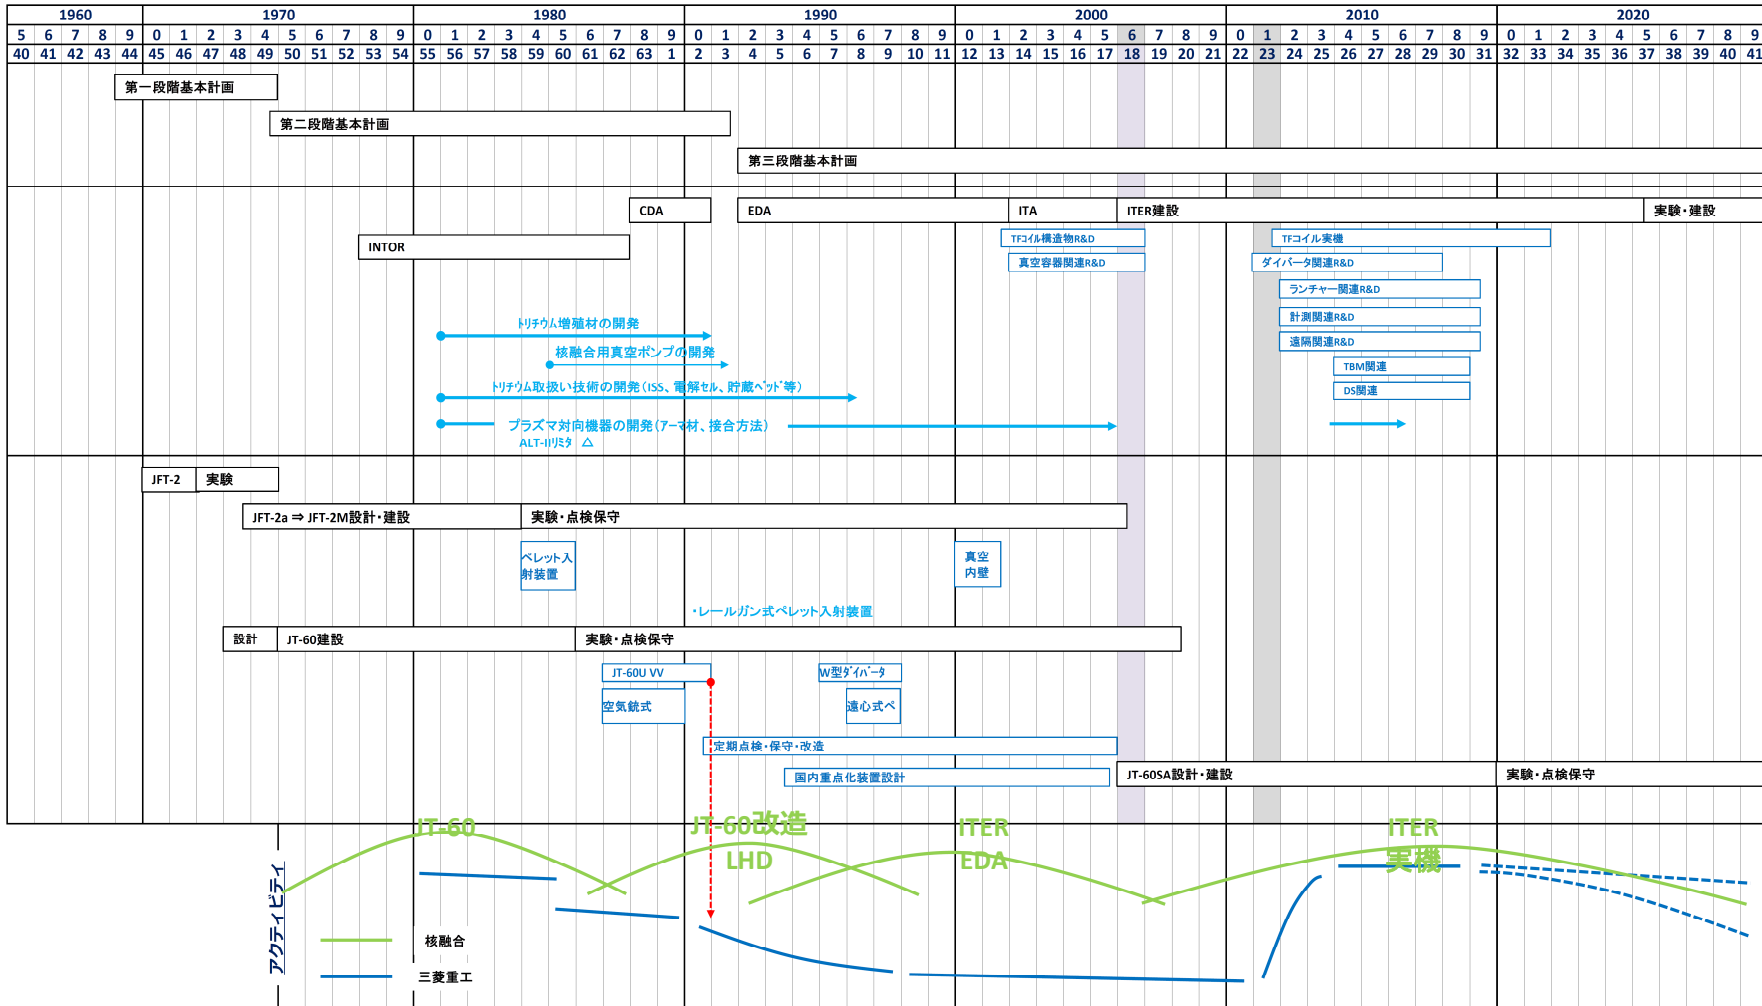 1960 1970 1980 1990 2000 2010 2020
5 6 7 8 9 0 1 2 3 4 5 6 7 8 9 0 1 2 3 4 5 6 7 8 9 0 1 2 3 4 5 6 7 8 9 0 1 2 3 4 5 6 7 8 9 0 1 2 3 4 5 6 7 8 9 0 1 2 3 4 5 6 7 8 9
40 41 42 43 44 45 46 47 48 49 50 51 52 53 54 55 56 57 58 59 60 61 62 63 1 2 3 4 5 6 7 8 9 10 11 12 13 14 15 16 17 18 19 20 21 22 23 24 25 26 27 28 29 30 31 32 33 34 35 36 37 38 39 40 41
第一段階基本計画
第二段階基本計画
第三段階基本計画
CDA EDA ITA ITER建設 実験・建設
INTOR
TFコイル構造物R&D TFコイル実機
真空容器関連R&D ダイバータ関連R&D
ランチャー関連R&D
計測関連R&D
トリチウム増殖材の開発
遠隔関連R&D
核融合用真空ポンプの開発
TBM関連
トリチウム取扱い技術の開発(ISS、電解セル、貯蔵ベッド等)
DS関連
プラズマ対向機器の開発(アーマ材、接合方法)
ALT-IIリミタ △
JFT-2 実験
JFT-2a ⇒ JFT-2M設計・建設 実験・点検保守
ペレット入
射装置
真空
内壁
・レールガン式ペレット入射装置
設計 JT-60建設 実験・点検保守
JT-60U VV W型ダイバータ
空気銃式 遠心式ペ
定期点検・保守・改造
国内重点化装置設計 JT-60SA設計・建設 実験・点検保守
JT-60 JT-60改造 ITER ITER
LHD EDA 実機
アクティビティ
核融合
三菱重工